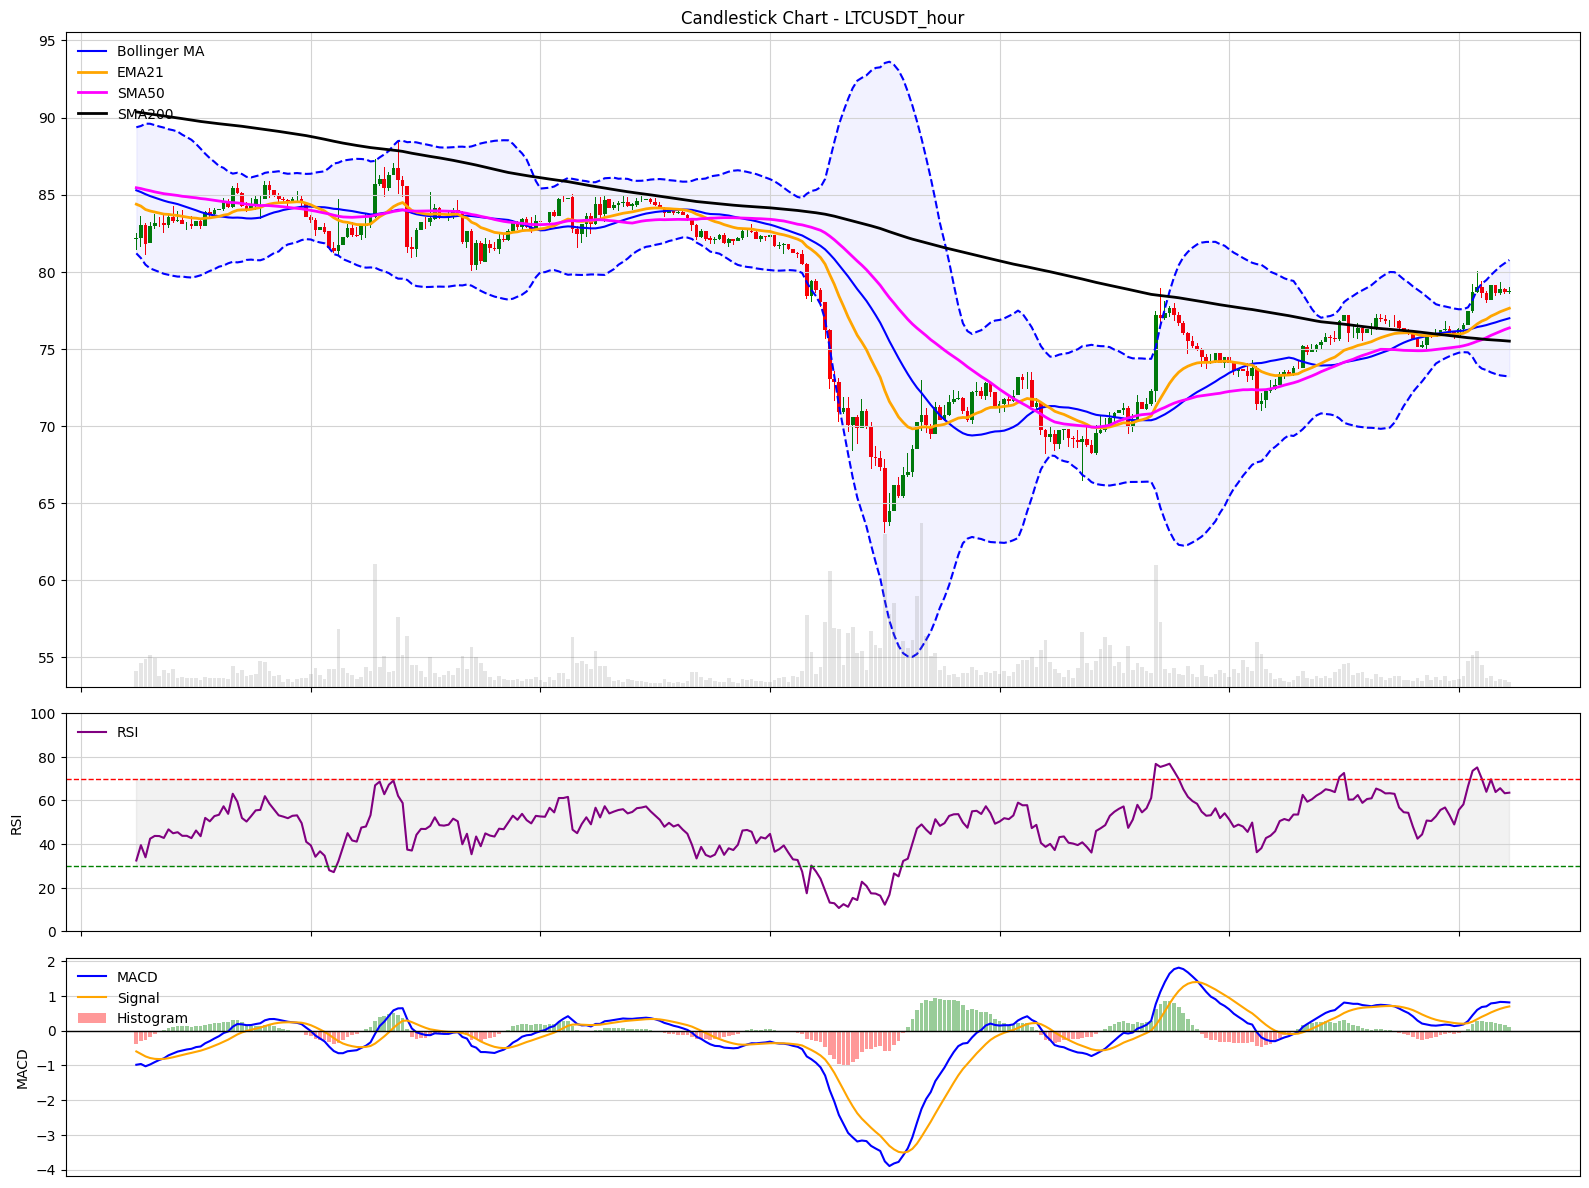 Candlestick Chart - LTCUSDT_hour
95
90
85
80
75
70
65
60
55
Bollinger MA
EMA21
SMA50
SMA200
100
80
60
40
20
0
RSI
RSI
2
1
0
−1
−2
−3
−4
MACD
MACD
Signal
Histogram